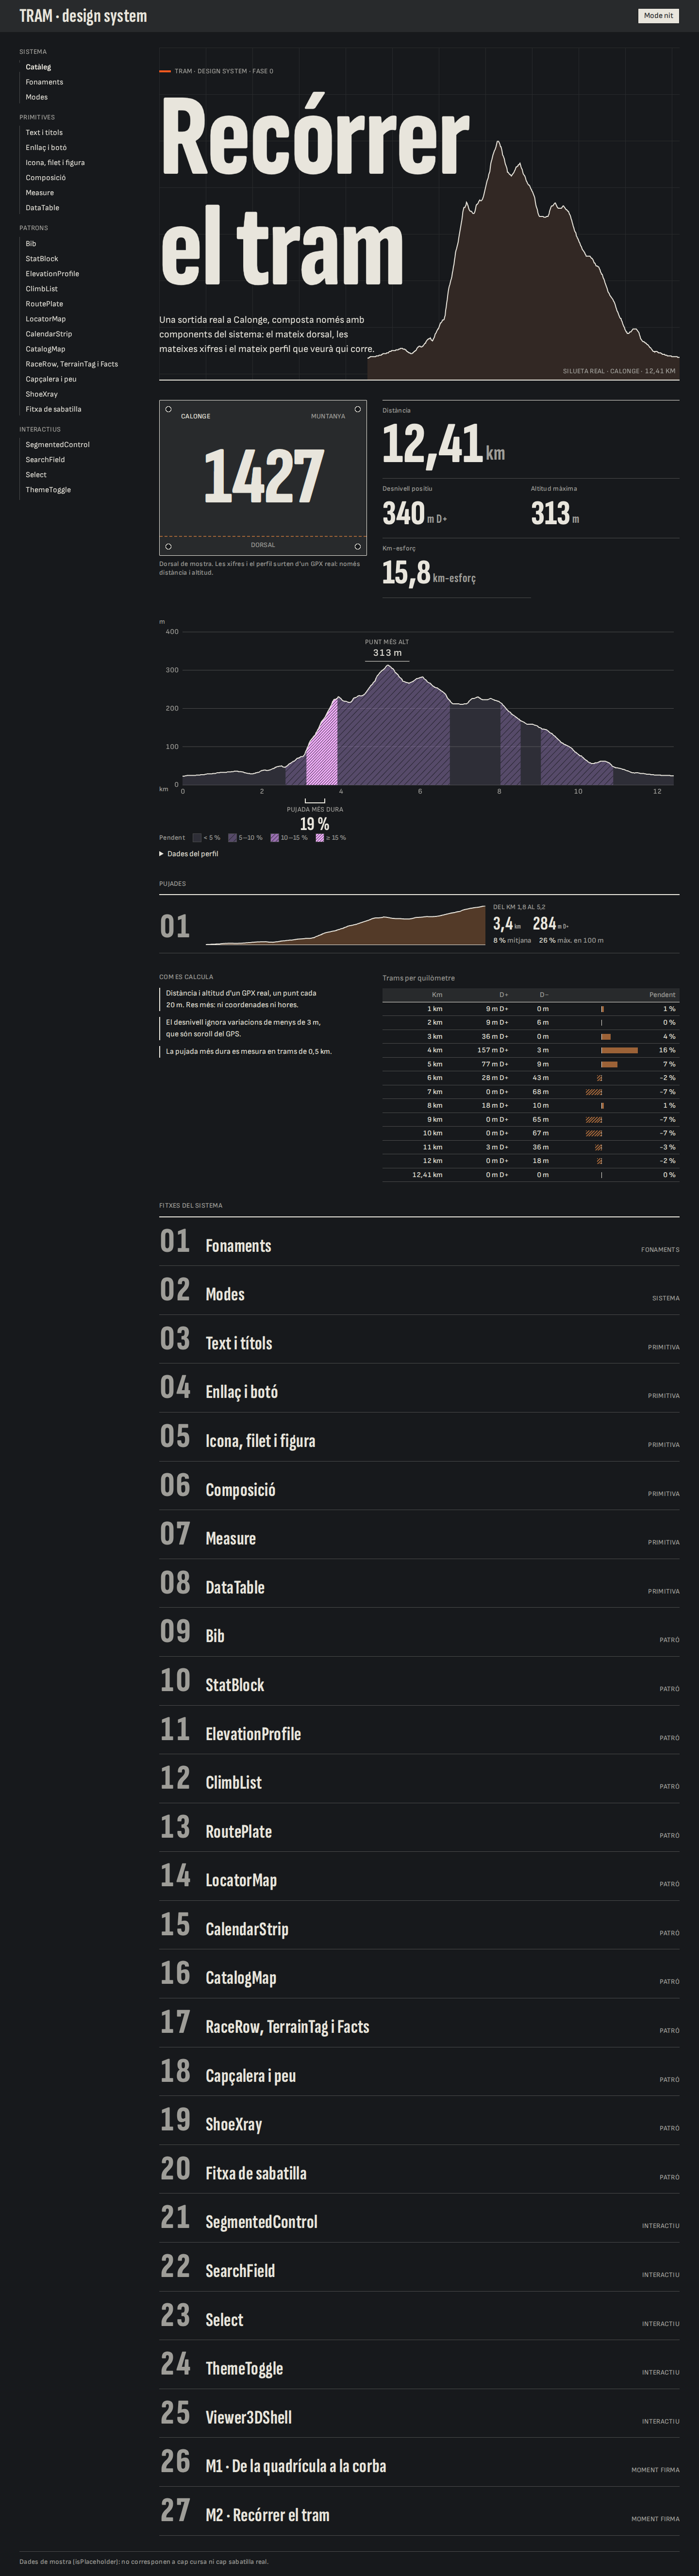 TRAM · design system
Mode nit
SISTEMA
Catàleg
Fonaments
Modes
PRIMITIVES
Text i títols
Enllaç i botó
Icona, filet i figura
Composició
Measure
DataTable
PATRONS
Bib
StatBlock
ElevationProfile
ClimbList
RoutePlate
LocatorMap
CalendarStrip
CatalogMap
RaceRow, TerrainTag i Facts
Capçalera i peu
ShoeXray
Fitxa de sabatilla
INTERACTIUS
SegmentedControl
SearchField
Select
ThemeToggle
TRAM · DESIGN SYSTEM · FASE 0
Recórrer
el tram
Una sortida real a Calonge, composta només amb
components del sistema: el mateix dorsal, les
mateixes xifres i el mateix perfil que veurà qui corre.
SILUETA REAL · CALONGE · 12,41 KM
CALONGE
MUNTANYA
1427
DORSAL
Dorsal de mostra. Les xifres i el perfil surten d'un GPX real: només
distància i altitud.
Distància
12,41 km
Desnivell positiu
340 m D+
Altitud màxima
313 m
Km-esforç
15,8 km-esforç
m
400
300
200
100
0
PUNT MÉS ALT
313 m
km
0 2 4 6 8 10 12
PUJADA MÉS DURA
19 %
Pendent < 5 % 5–10 % 10–15 % ≥ 15 %
Dades del perfil
PUJADES
01
DEL KM 1,8 AL 5,2
3,4 km 284 m D+
8 % mitjana 26 % màx. en 100 m
COM ES CALCULA
Distància i altitud d'un GPX real, un punt cada
20 m. Res més: ni coordenades ni hores.
El desnivell ignora variacions de menys de 3 m,
que són soroll del GPS.
La pujada més dura es mesura en trams de 0,5 km.
Trams per quilòmetre
Km D+ D− Pendent
1 km 9 m D+ 0 m 1 %
2 km 9 m D+ 6 m 0 %
3 km 36 m D+ 0 m 4 %
4 km 157 m D+ 3 m 16 %
5 km 77 m D+ 9 m 7 %
6 km 28 m D+ 43 m -2 %
7 km 0 m D+ 68 m -7 %
8 km 18 m D+ 10 m 1 %
9 km 0 m D+ 65 m -7 %
10 km 0 m D+ 67 m -7 %
11 km 3 m D+ 36 m -3 %
12 km 0 m D+ 18 m -2 %
12,41 km 0 m D+ 0 m 0 %
FITXES DEL SISTEMA
01 Fonaments FONAMENTS
02 Modes SISTEMA
03 Text i títols PRIMITIVA
04 Enllaç i botó PRIMITIVA
05 Icona, filet i figura PRIMITIVA
06 Composició PRIMITIVA
07 Measure PRIMITIVA
08 DataTable PRIMITIVA
09 Bib PATRÓ
10 StatBlock PATRÓ
11 ElevationProfile PATRÓ
12 ClimbList PATRÓ
13 RoutePlate PATRÓ
14 LocatorMap PATRÓ
15 CalendarStrip PATRÓ
16 CatalogMap PATRÓ
17 RaceRow, TerrainTag i Facts PATRÓ
18 Capçalera i peu PATRÓ
19 ShoeXray PATRÓ
20 Fitxa de sabatilla PATRÓ
21 SegmentedControl INTERACTIU
22 SearchField INTERACTIU
23 Select INTERACTIU
24 ThemeToggle INTERACTIU
25 Viewer3DShell INTERACTIU
26 M1 · De la quadrícula a la corba MOMENT FIRMA
27 M2 · Recórrer el tram MOMENT FIRMA
Dades de mostra (isPlaceholder): no corresponen a cap cursa ni cap sabatilla real.